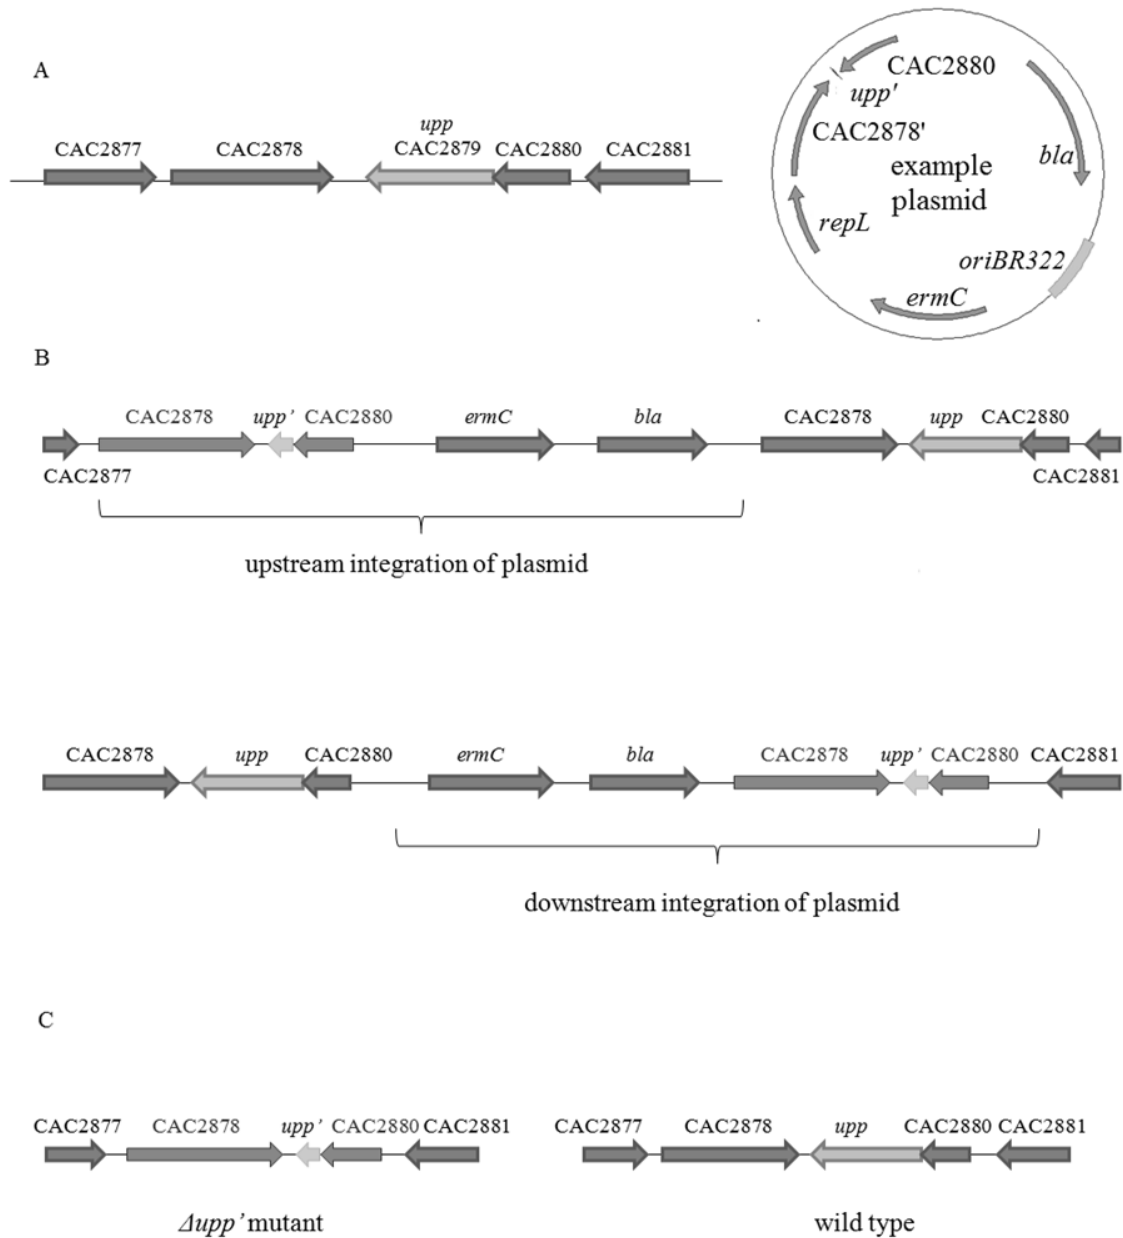 A
CAC2877
CAC2878
upp
CAC2879
CAC2880
CAC2881
CAC2880
upp'
CAC2878'
example
plasmid
bla
repL
oriBR322
ermC
B
CAC2878
upp’
CAC2880
ermC
bla
CAC2878
upp
CAC2880
CAC2877
CAC2881
upstream integration of plasmid
CAC2878
upp
CAC2880
ermC
bla
CAC2878
upp’
CAC2880
CAC2881
downstream integration of plasmid
C
CAC2877
CAC2878
upp’
CAC2880
CAC2881
CAC2877
CAC2878
upp
CAC2880
CAC2881
Δupp’ mutant
wild type